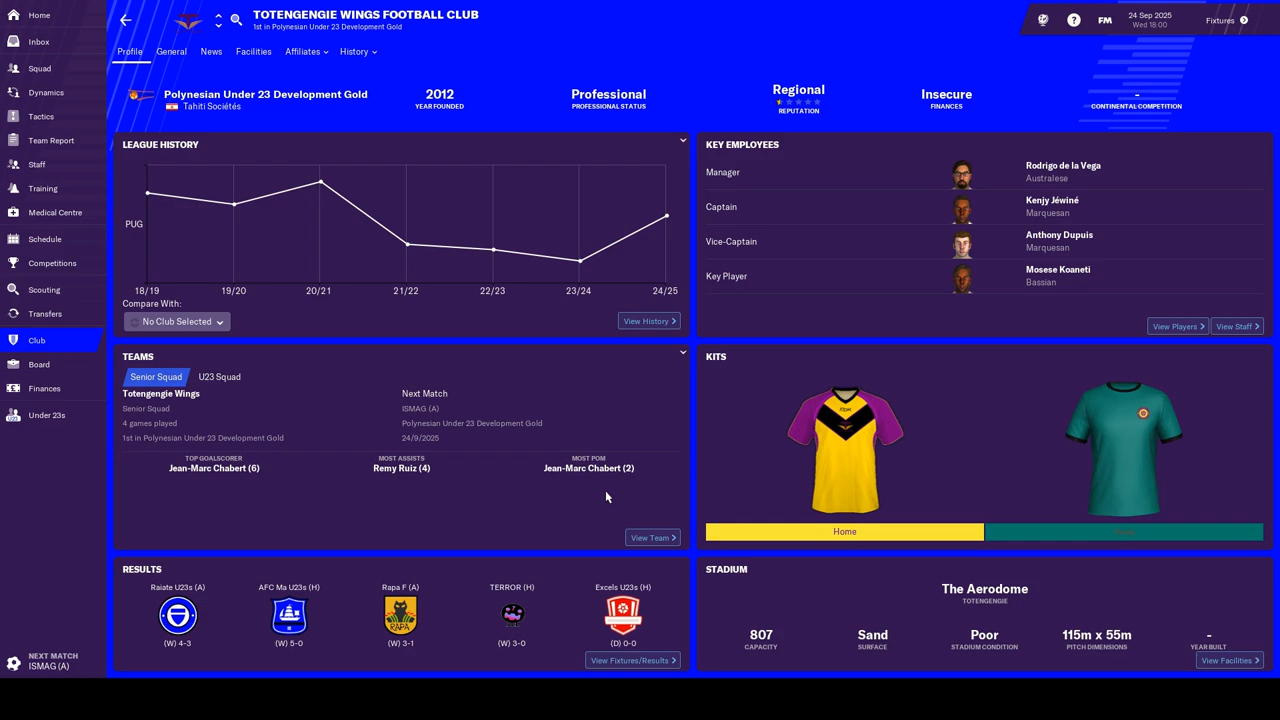 Home
Inbox
Squad
Dynamics
Tactics
Team Report
Staff
Training
Medical Centre
Schedule
Competitions
Scouting
Transfers
Club
Board
Finances
Under 23s
NEXT MATCH
ISMAG (A)
TOTENGENGIE WINGS FOOTBALL CLUB
1st in Polynesian Under 23 Development Gold
FM
24 Sep 2025
Wed 18:00
Fixtures
Profile General News Facilities Affiliates History
Polynesian Under 23 Development Gold
Tahiti Sociétés
2012
YEAR FOUNDED
Professional
PROFESSIONAL STATUS
Regional
REPUTATION
Insecure
FINANCES
-
CONTINENTAL COMPETITION
LEAGUE HISTORY
PUG
18/19 19/20 20/21 21/22 22/23 23/24 24/25
Compare With:
No Club Selected
View History
KEY EMPLOYEES
Manager
Rodrigo de la Vega
Australese
Captain
Kenjy Jéwiné
Marquesan
Vice-Captain
Anthony Dupuis
Marquesan
Key Player
Mosese Koaneti
Bassian
View Players
View Staff
TEAMS
Senior Squad U23 Squad
Totengengie Wings
Senior Squad
4 games played
1st in Polynesian Under 23 Development Gold
Next Match
ISMAG (A)
Polynesian Under 23 Development Gold
24/9/2025
TOP GOALSCORER
Jean-Marc Chabert (6)
MOST ASSISTS
Remy Ruiz (4)
MOST POM
Jean-Marc Chabert (2)
View Team
KITS
Home
RESULTS
Raiate U23s (A)
(W) 4-3
AFC Ma U23s (H)
(W) 5-0
Rapa F (A)
RAPA
(W) 3-1
TERROR (H)
(W) 3-0
Excels U23s (H)
(D) 0-0
View Fixtures/Results
STADIUM
The Aerodome
TOTENGENGIE
807
CAPACITY
Sand
SURFACE
Poor
STADIUM CONDITION
115m x 55m
PITCH DIMENSIONS
-
YEAR BUILT
View Facilities